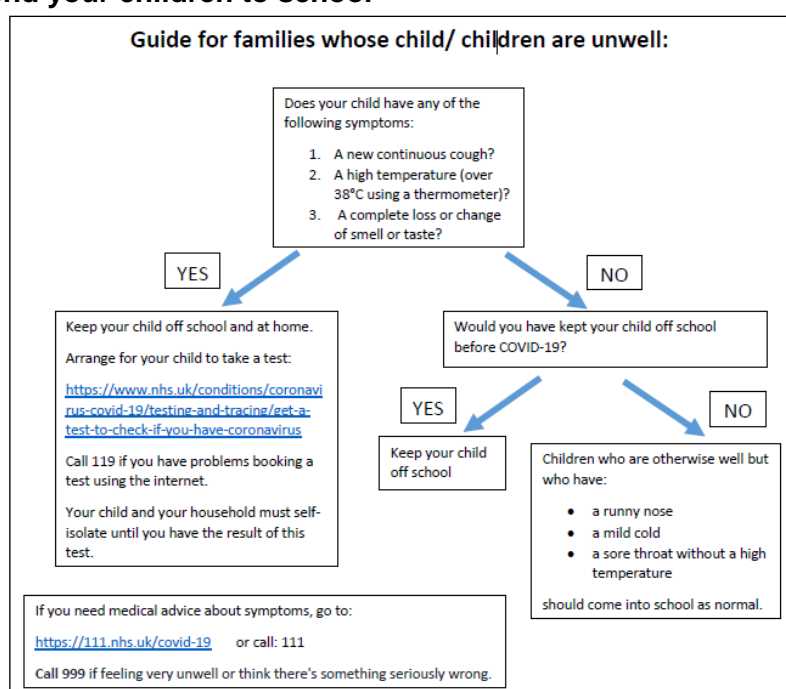 your children to School
Guide for families whose child/ children are unwell:
Does your child have any of the
following symptoms:
1. A new continuous cough?
2. A high temperature (over
38°C using a thermometer)?
3. A complete loss or change
of smell or taste?
YES
NO
Keep your child off school and at home.
Arrange for your child to take a test:
https://www.nhs.uk/conditions/coronavi
rus-covid-19/testing-and-tracing/get-a-
test-to-check-if-you-have-coronavirus
Call 119 if you have problems booking a
test using the internet.
Your child and your household must self-
isolate until you have the result of this
test.
Would you have kept your child off school
before COVID-19?
YES
NO
Keep your child
off school
Children who are otherwise well but
who have:
• a runny nose
• a mild cold
• a sore throat without a high
temperature
should come into school as normal.
If you need medical advice about symptoms, go to:
https://111.nhs.uk/covid-19 or call: 111
Call 999 if feeling very unwell or think there's something seriously wrong.